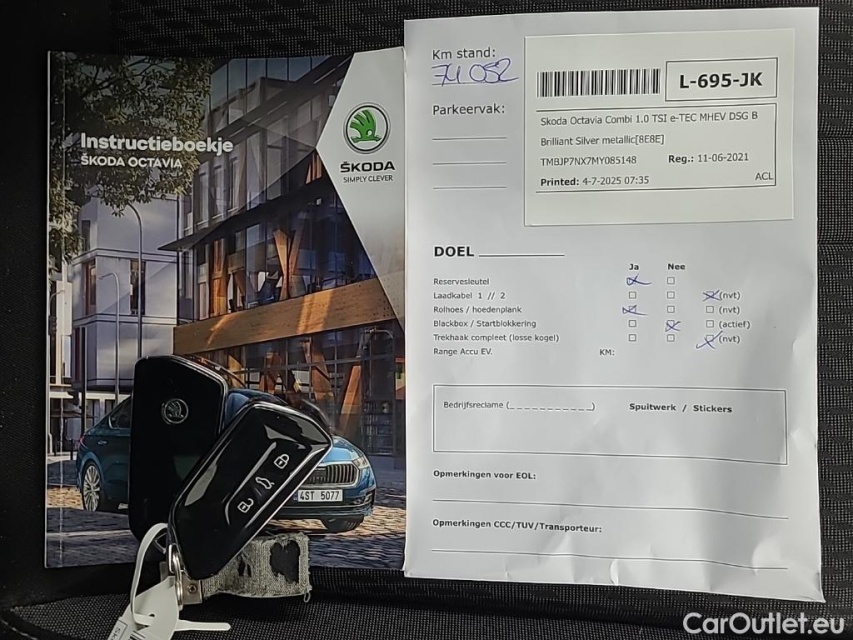 Instructieboekje
ŠKODA OCTAVIA
ŠKODA
SIMPLY CLEVER
4ST 5077
Km stand:
74 052
Parkeervak:
L-695-JK
Skoda Octavia Combi 1.0 TSI e-TEC MHEV DSG B
Brilliant Silver metallic[8E8E]
TMBJP7NX7MY085148 Reg.: 11-06-2021
Printed: 4-7-2025 07:35 ACL
DOEL
Ja Nee
Reservesleutel
Laadkabel 1 // 2 (nvt)
Rolhoes / hoedenplank (nvt)
Blackbox / Startblokkering (actief)
Trekhaak compleet (losse kogel) (nvt)
Range Accu EV. KM:
Bedrijfsreclame (___________) Spuitwerk / Stickers
Opmerkingen voor EOL:
Opmerkingen CCC/TUV/Transporteur:
CarOutlet.eu